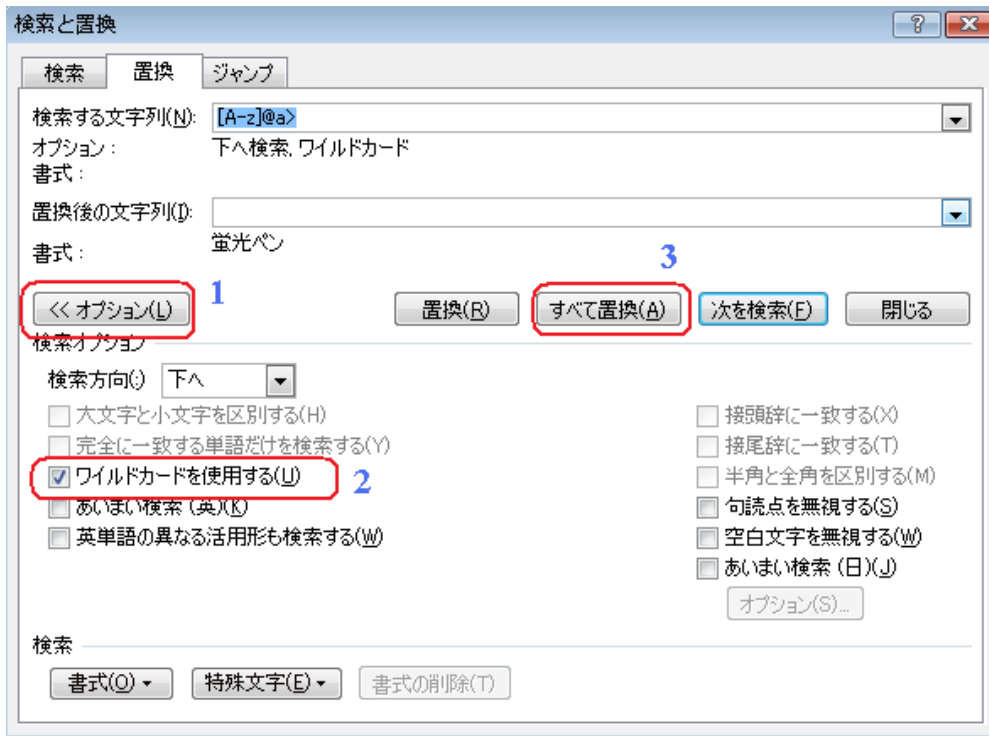 検索と置換
検索 置換 ジャンプ
検索する文字列(N): [A-z]@a>
オプション： 下へ検索, ワイルドカード
書式：
置換後の文字列(I):
書式： 蛍光ペン
1 3
<< オプション(L) 置換(R) すべて置換(A) 次を検索(F) 閉じる
検索オプション
検索方向(:) 下へ
大文字と小文字を区別する(H) 接頭辞に一致する(X)
完全に一致する単語だけを検索する(Y) 接尾辞に一致する(T)
ワイルドカードを使用する(U) 2 半角と全角を区別する(M)
あいまい検索 (英)(K) 句読点を無視する(S)
英単語の異なる活用形も検索する(W) 空白文字を無視する(W)
あいまい検索 (日)(J)
オプション(S)...
検索
書式(O) 特殊文字(E) 書式の削除(T)